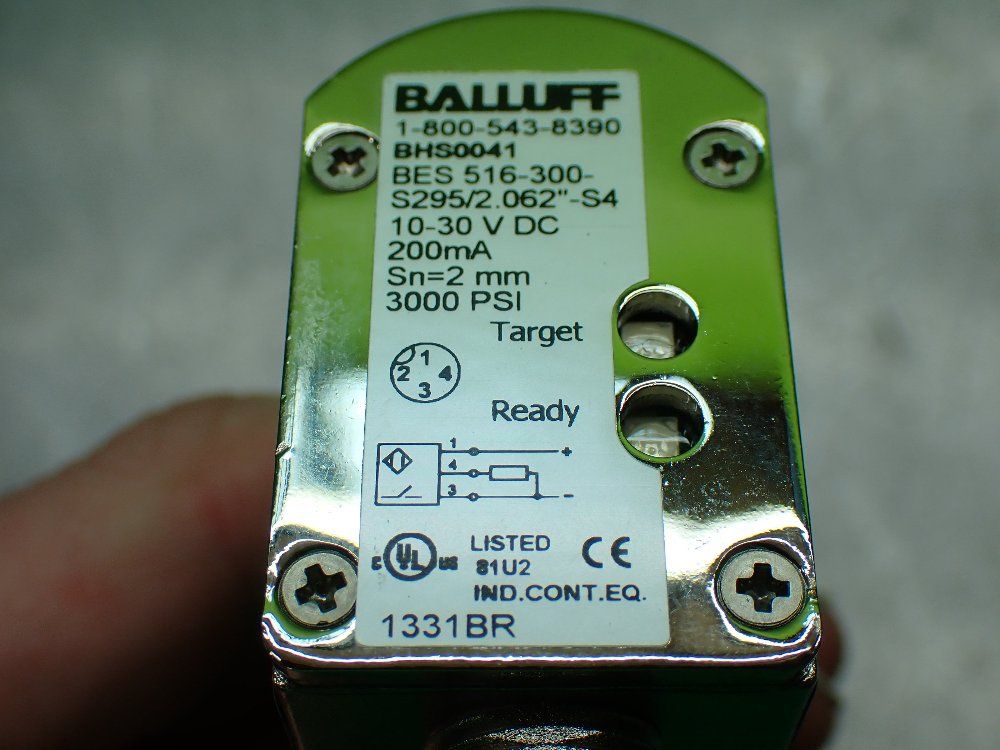 BALLUFF
1-800-543-8390
BHS0041
BES 516-300-
S295/2.062"-S4
10-30 V DC
200mA
Sn=2 mm
3000 PSI
Target
1
2 4
3
Ready
1 +
4
3 -
c UL us LISTED CE
81U2
IND.CONT.EQ.
1331BR